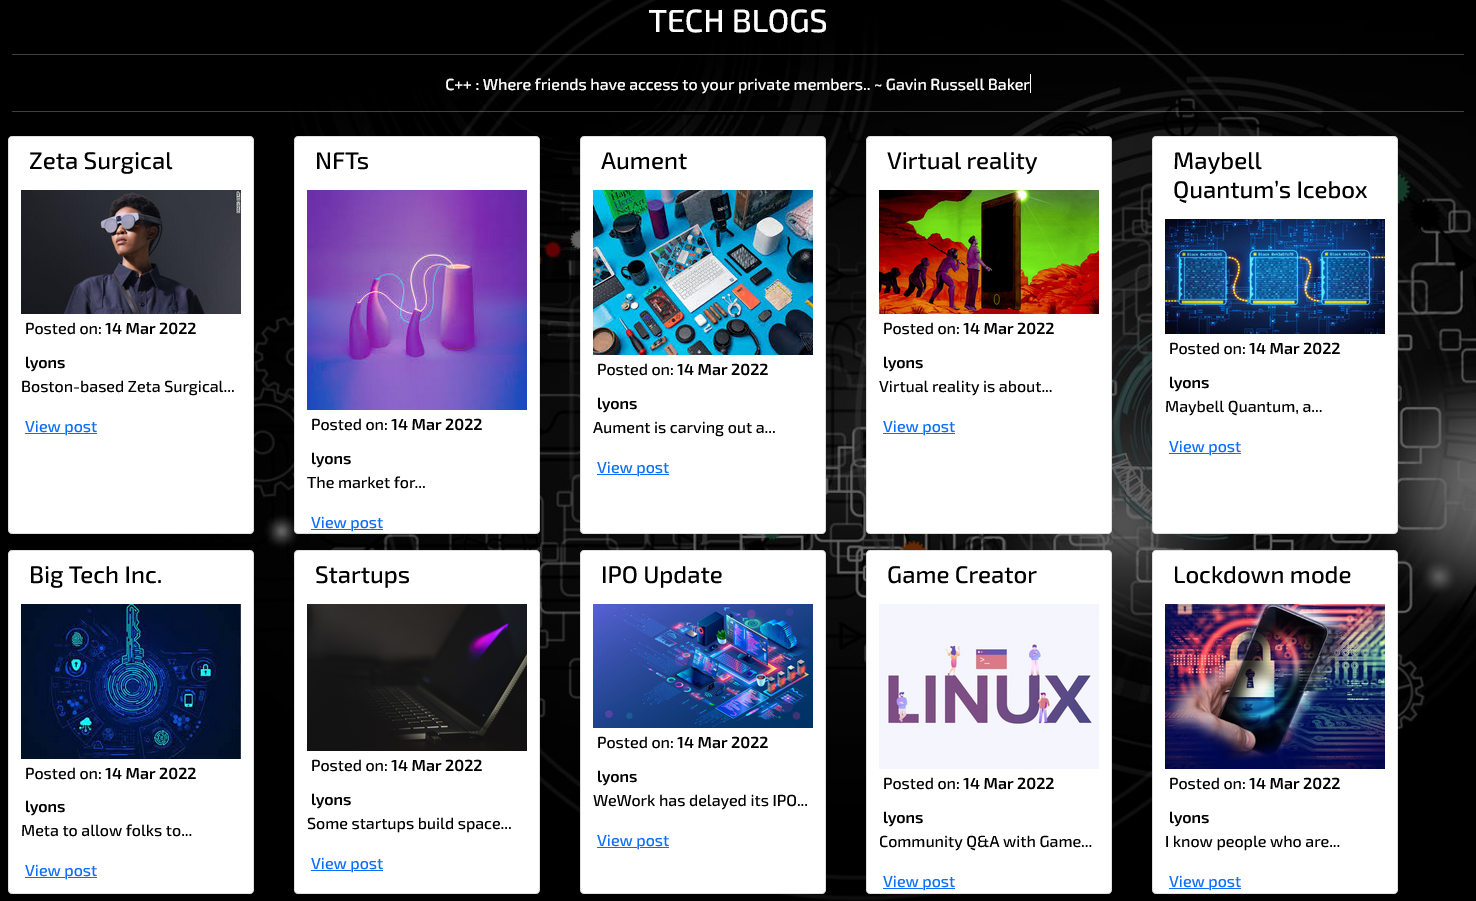 TECH BLOGS
C++ : Where friends have access to your private members.. ~ Gavin Russell Baker
Zeta Surgical
Posted on: 14 Mar 2022
lyons
Boston-based Zeta Surgical...
View post
NFTs
Posted on: 14 Mar 2022
lyons
The market for...
View post
Aument
Posted on: 14 Mar 2022
lyons
Aument is carving out a...
View post
Virtual reality
Posted on: 14 Mar 2022
lyons
Virtual reality is about...
View post
Maybell
Quantum's Icebox
Posted on: 14 Mar 2022
lyons
Maybell Quantum, a...
View post
Big Tech Inc.
Posted on: 14 Mar 2022
lyons
Meta to allow folks to...
View post
Startups
Posted on: 14 Mar 2022
lyons
Some startups build space...
View post
IPO Update
Posted on: 14 Mar 2022
lyons
WeWork has delayed its IPO...
View post
Game Creator
>_
LINUX
Posted on: 14 Mar 2022
lyons
Community Q&A with Game...
View post
Lockdown mode
Posted on: 14 Mar 2022
lyons
I know people who are...
View post